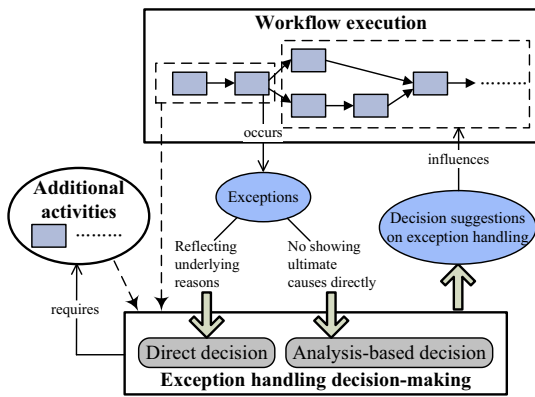 Workflow execution
occurs
influences
Additional
activities
.........
.........
Exceptions
Decision suggestions
on exception handling
Reflecting
underlying
reasons
No showing
ultimate
causes directly
requires
Direct decision
Analysis-based decision
Exception handling decision-making